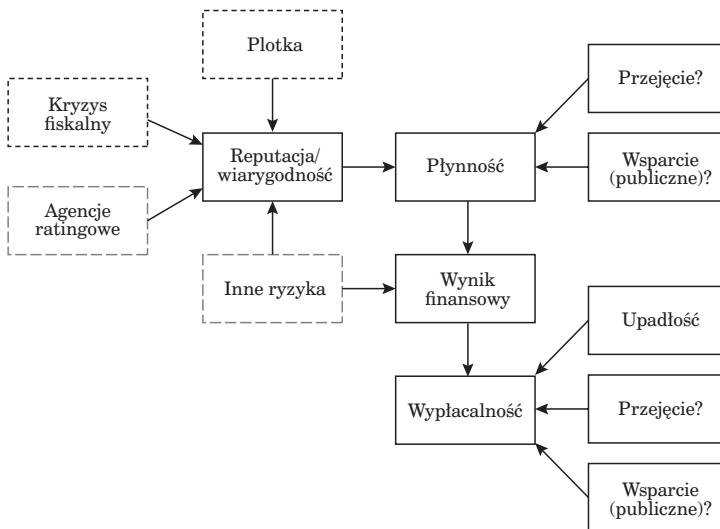 Plotka
Kryzys
fiskalny
Przejęcie?
Reputacja/
wiarygodność
Płynność
Wsparcie
(publiczne)?
Agencje
ratingowe
Inne ryzyka
Wynik
finansowy
Upadłość
Wypłacalność
Przejęcie?
Wsparcie
(publiczne)?